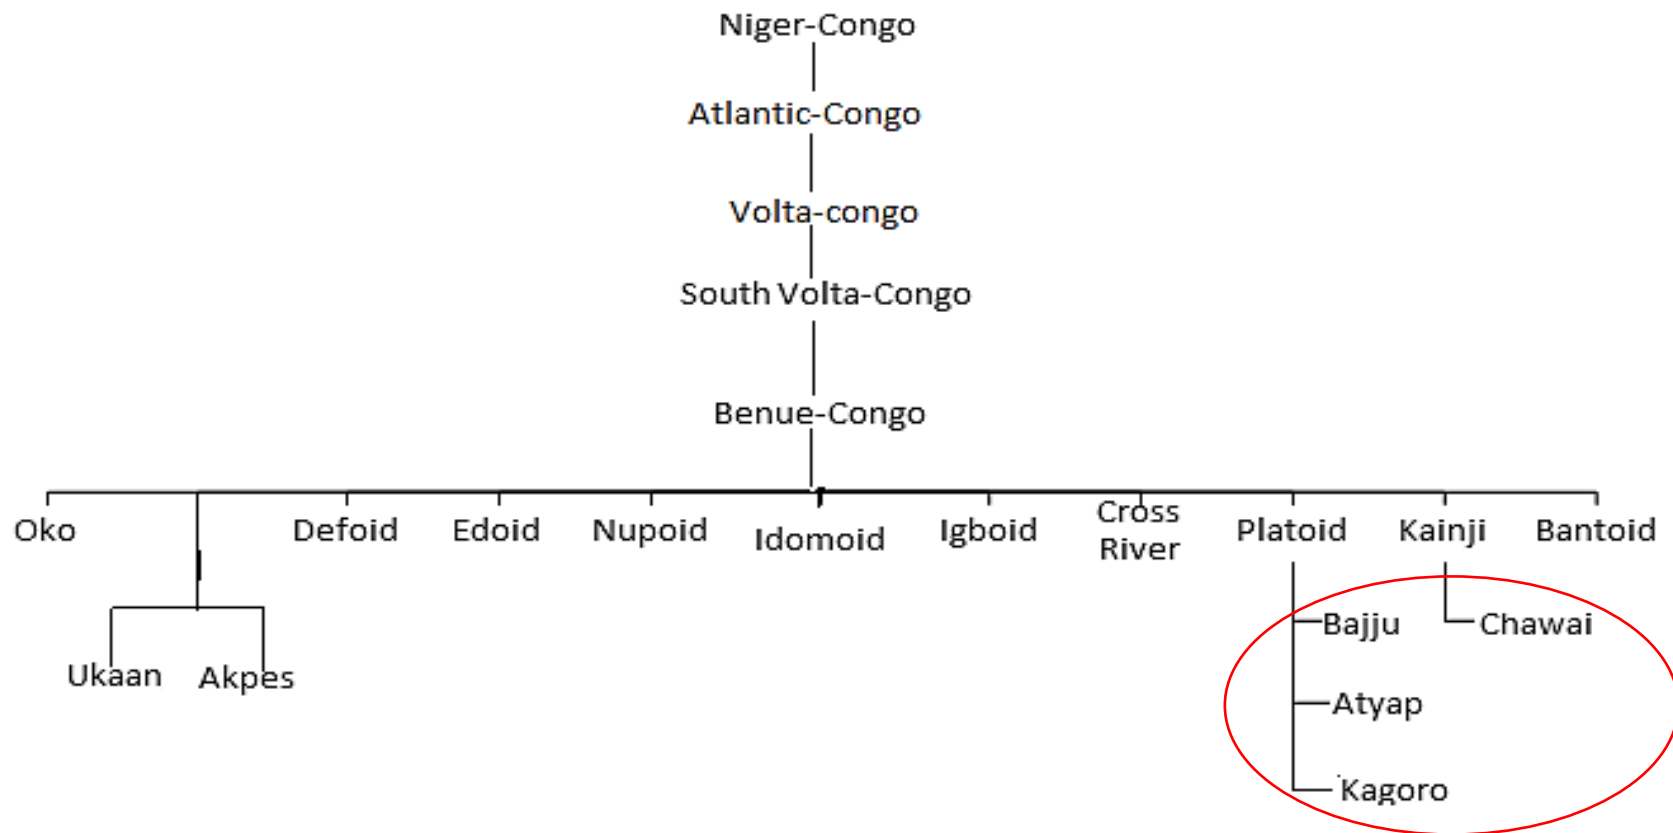 Niger-Congo
Atlantic-Congo
Volta-congo
South Volta-Congo
Benue-Congo
Oko
Defoid
Edoid
Nupoid
Idomoid
Igboid
Cross
River
Platoid
Kainji
Bantoid
Ukaan
Akpes
Bajju
Chawai
Atyap
Kagoro